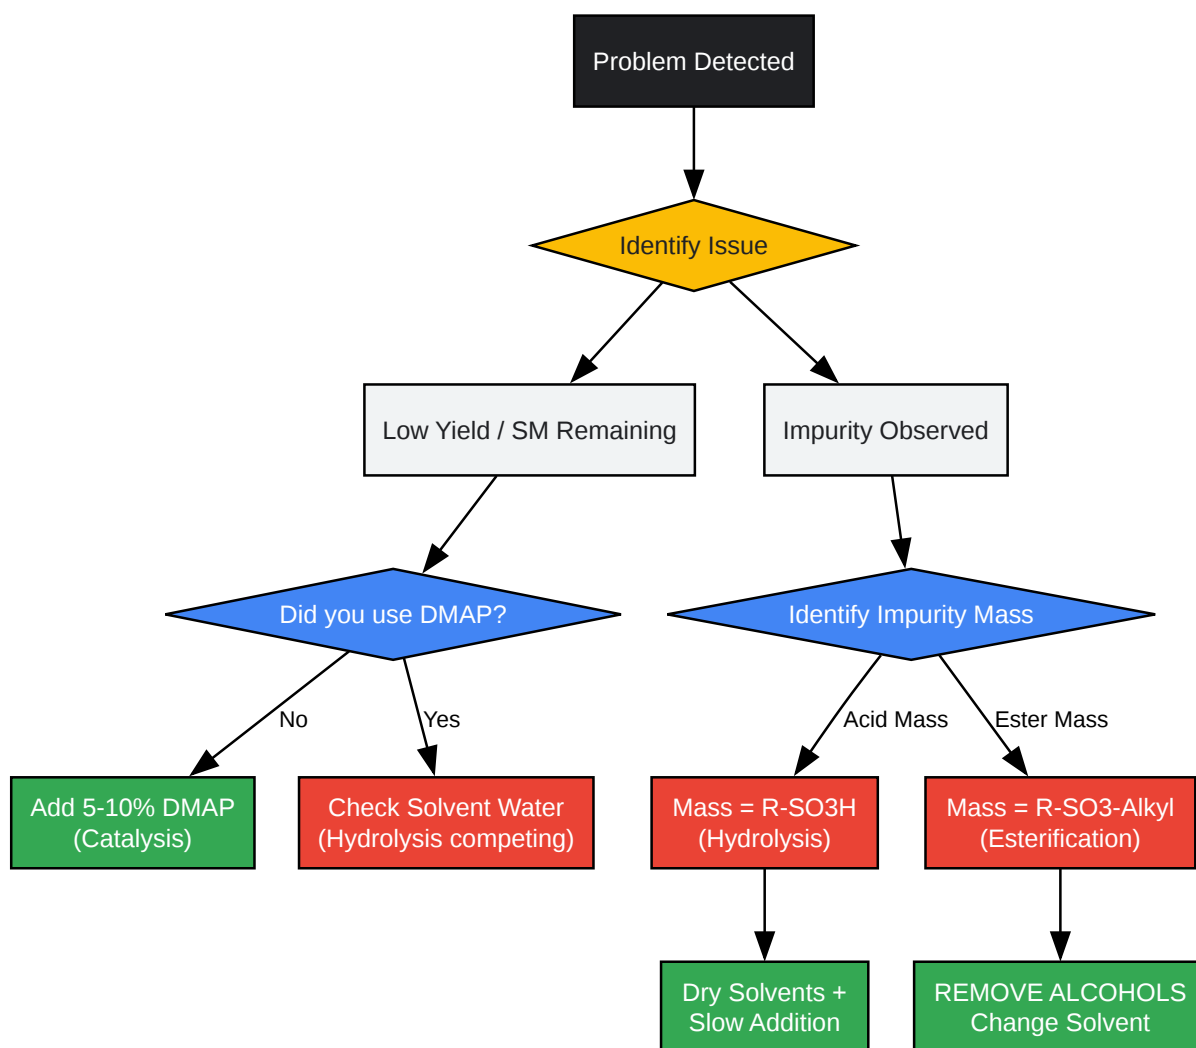 Problem Detected
Identify Issue
Low Yield / SM Remaining
Impurity Observed
Did you use DMAP?
Identify Impurity Mass
No
Yes
Acid Mass
Ester Mass
Add 5-10% DMAP
(Catalysis)
Check Solvent Water
(Hydrolysis competing)
Mass = R-SO3H
(Hydrolysis)
Mass = R-SO3-Alkyl
(Esterification)
Dry Solvents +
Slow Addition
REMOVE ALCOHOLS
Change Solvent